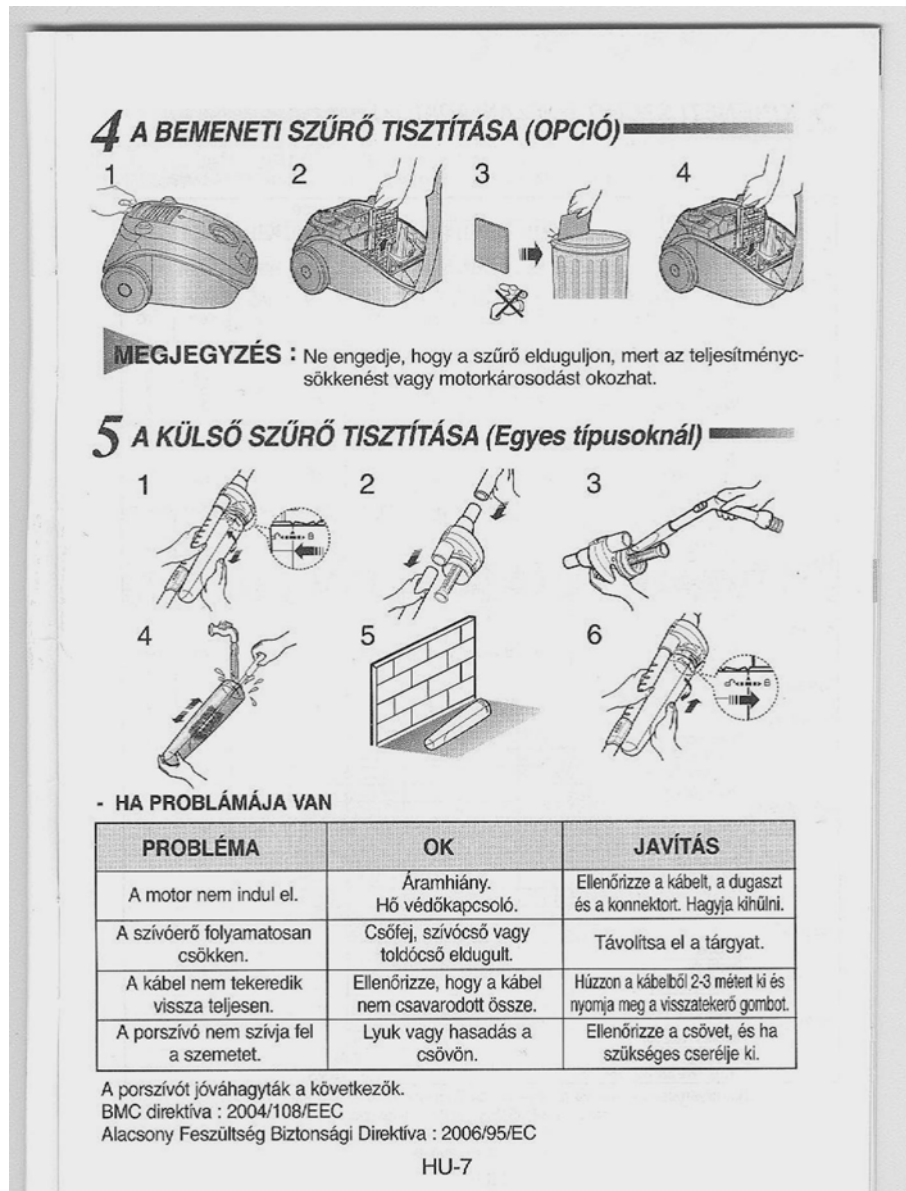 4 A BEMENETI SZŰRŐ TISZTÍTÁSA (OPCIÓ)
1 2 3 4
MEGJEGYZÉS : Ne engedje, hogy a szűrő elduguljon, mert az teljesítményc-
sökkenést vagy motorkárosodást okozhat.
5 A KÜLSŐ SZŰRŐ TISZTÍTÁSA (Egyes típusoknál)
1 2 3
4 5 6
- HA PROBLÉMÁJA VAN
PROBLÉMA OK JAVÍTÁS
A motor nem indul el.
Áramhiány.
Hő védőkapcsoló.
Ellenőrizze a kábelt, a dugaszt
és a konnektort. Hagyja kihűlni.
A szívóerő folyamatosan
csökken.
Csőfej, szívócső vagy
toldócső eldugult.
Távolítsa el a tárgyat.
A kábel nem tekeredik
vissza teljesen.
Ellenőrizze, hogy a kábel
nem csavarodott össze.
Húzzon a kábelből 2-3 métert ki és
nyomja meg a visszatekerő gombot.
A porszívó nem szívja fel
a szemetet.
Lyuk vagy hasadás a
csövön.
Ellenőrizze a csövet, és ha
szükséges cserélje ki.
A porszívót jóváhagyták a következők.
BMC direktíva : 2004/108/EEC
Alacsony Feszültség Biztonsági Direktíva : 2006/95/EC
HU-7